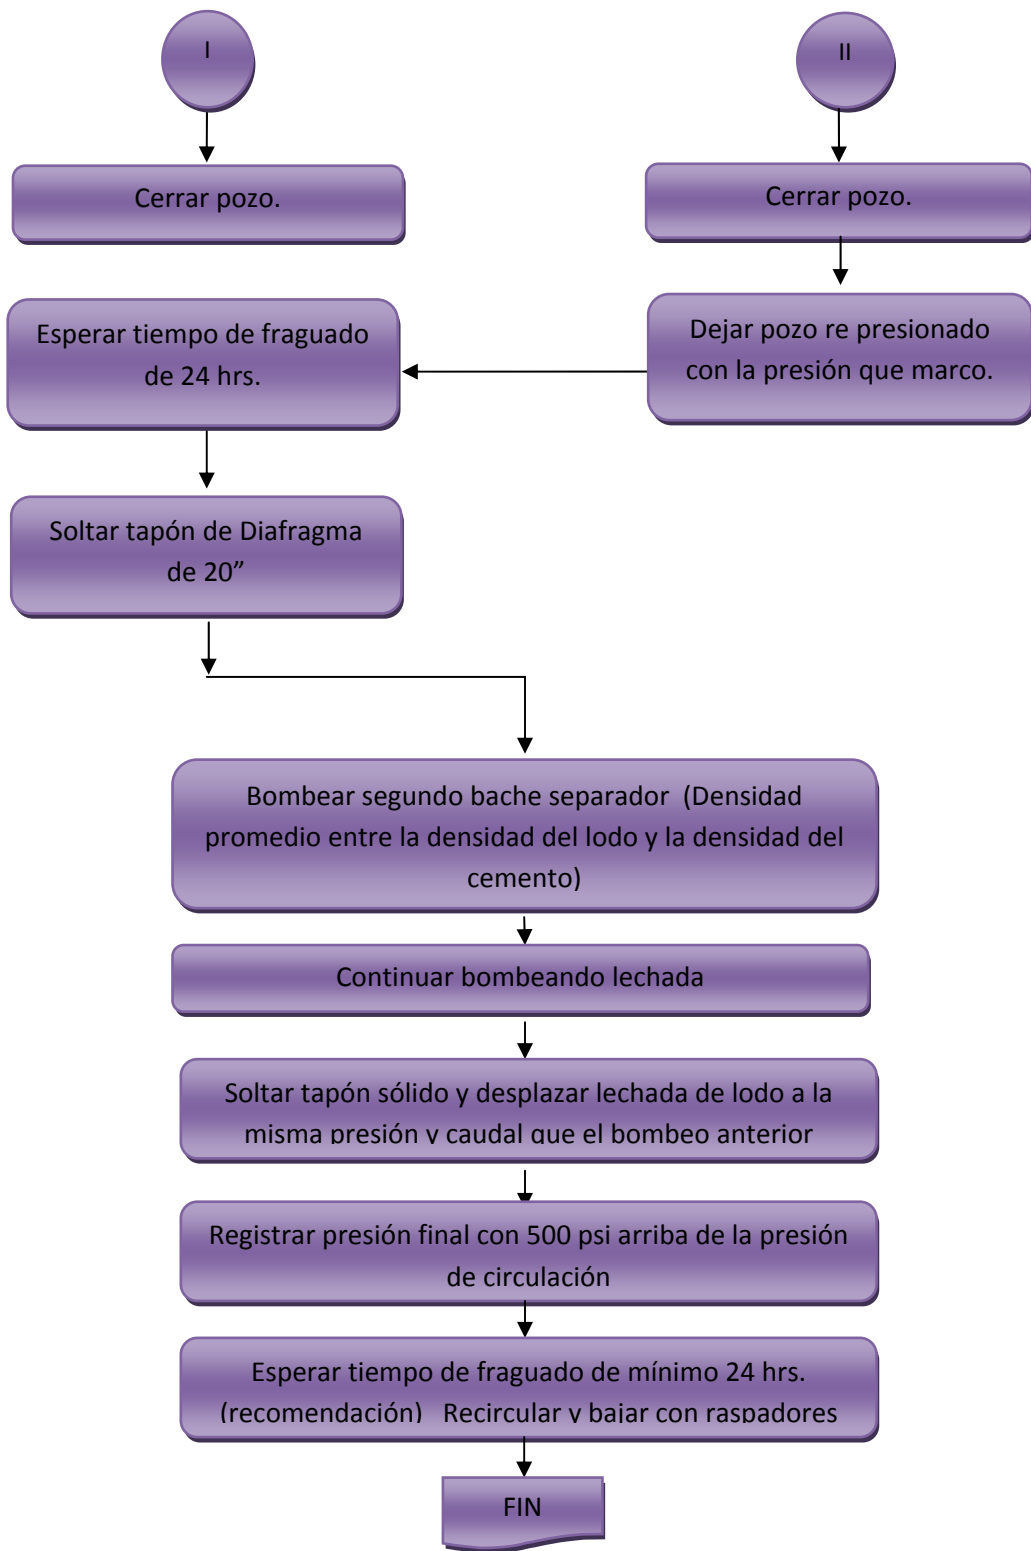 I
II
Cerrar pozo.
Cerrar pozo.
Esperar tiempo de fraguado
de 24 hrs.
Dejar pozo re presionado
con la presión que marco.
Soltar tapón de Diafragma
de 20”
Bombear segundo bache separador (Densidad
promedio entre la densidad del lodo y la densidad del
cemento)
Continuar bombeando lechada
Soltar tapón sólido y desplazar lechada de lodo a la
misma presión y caudal que el bombeo anterior
Registrar presión final con 500 psi arriba de la presión
de circulación
Esperar tiempo de fraguado de mínimo 24 hrs.
(recomendación) Recircular y bajar con raspadores
FIN